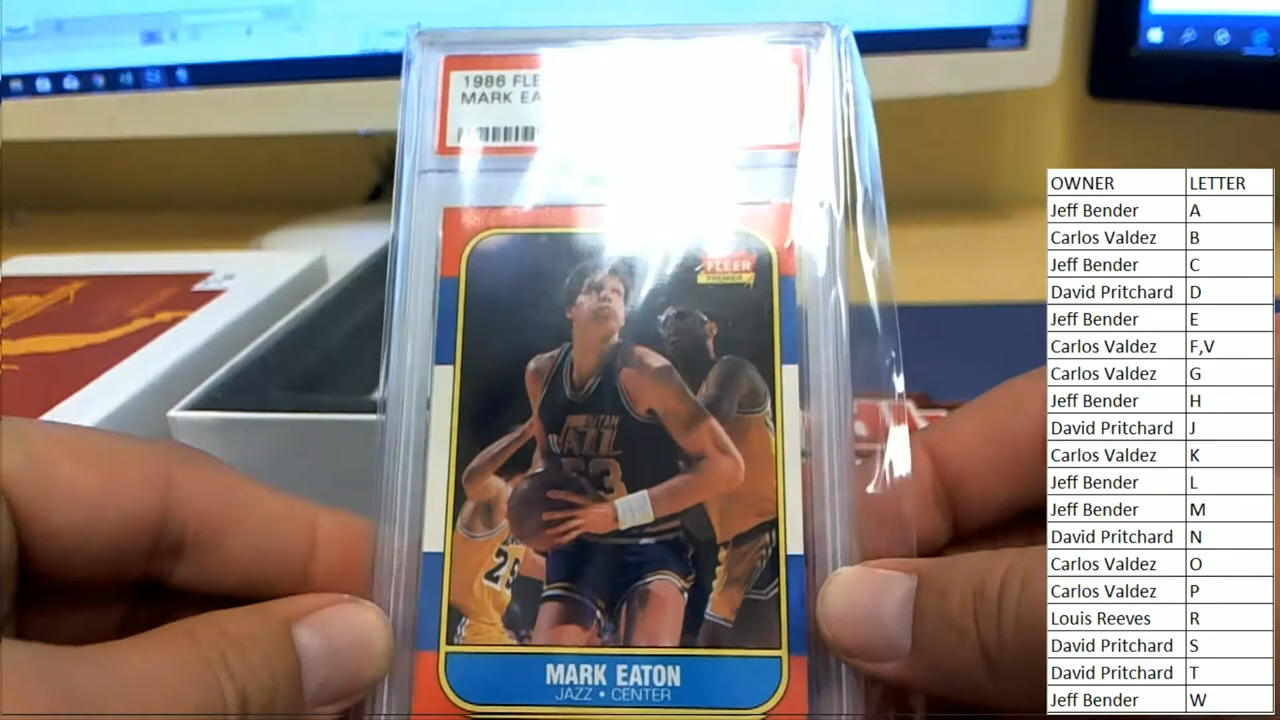 1986 FLE
MARK EA
FLEER
PREMIER
UTAH
JAZZ
53
25
MARK EATON
JAZZ • CENTER
OWNER LETTER
Jeff Bender A
Carlos Valdez B
Jeff Bender C
David Pritchard D
Jeff Bender E
Carlos Valdez F,V
Carlos Valdez G
Jeff Bender H
David Pritchard J
Carlos Valdez K
Jeff Bender L
Jeff Bender M
David Pritchard N
Carlos Valdez O
Carlos Valdez P
Louis Reeves R
David Pritchard S
David Pritchard T
Jeff Bender W